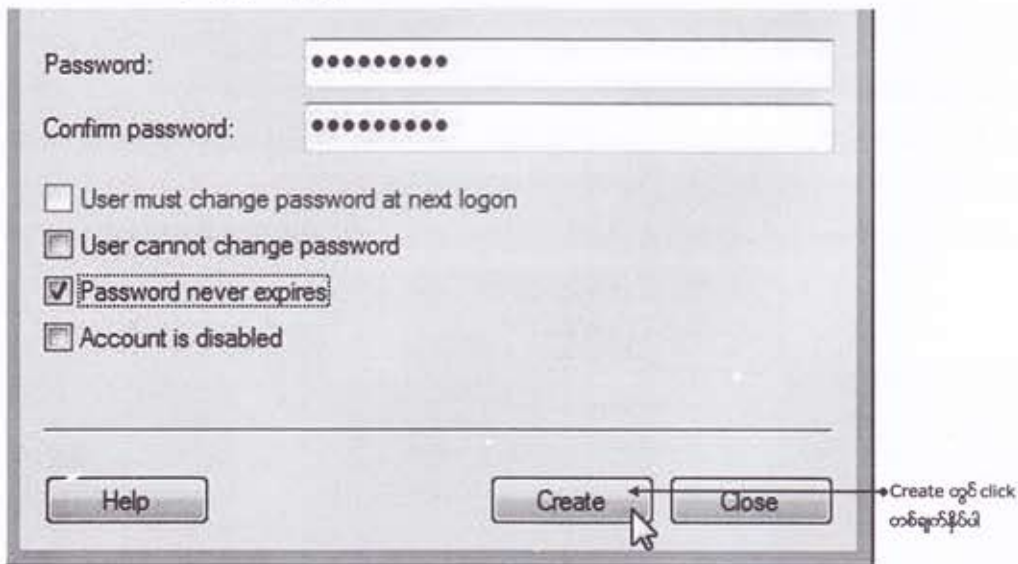 Password:
Confirm password:
User must change password at next logon
User cannot change password
Password never expires
Account is disabled
Help
Create
Close
Create တွင် click
တစ်ချက်နှိပ်ပါ